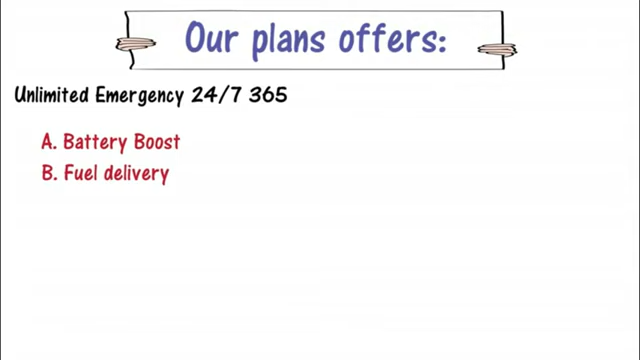 Our plans offers:
Unlimited Emergency 24/7 365
A. Battery Boost
B. Fuel delivery